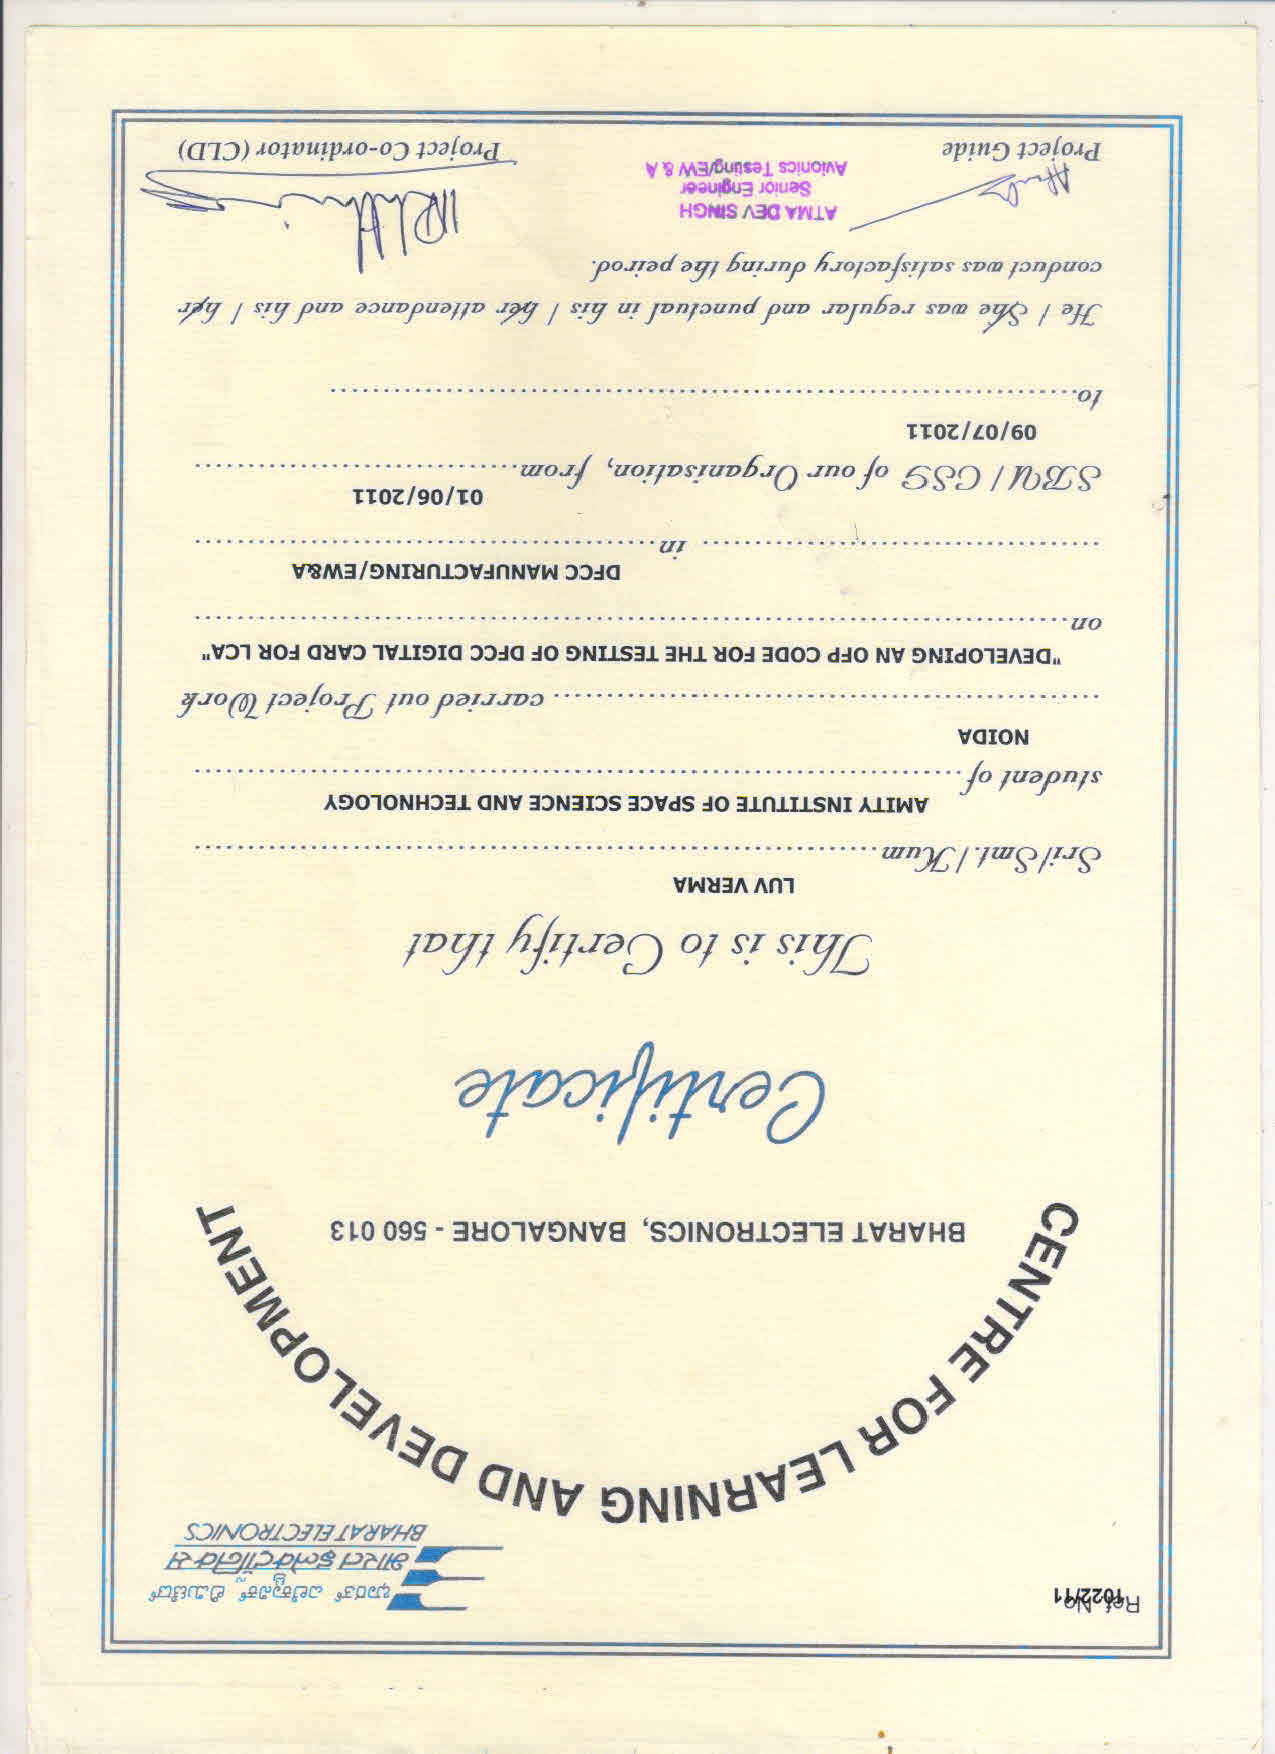 Ref. No.
1022/11
ಭಾರತ್ ಎಲೆಕ್ಟ್ರಾನಿಕ್ಸ್ ಲಿಮಿಟೆಡ್
भारत इलेक्ट्रॉनिक्स
BHARAT ELECTRONICS
CENTRE FOR LEARNING AND DEVELOPMENT
BHARAT ELECTRONICS, BANGALORE - 560 013
Certificate
This is to Certify that
LUV VERMA
Sri/Smt./Kum
AMITY INSTITUTE OF SPACE SCIENCE AND TECHNOLOGY
student of
NOIDA
carried out Project Work
"DEVELOPING AN OFP CODE FOR THE TESTING OF DFCC DIGITAL CARD FOR LCA"
on
DFCC MANUFACTURING/EW&A
in
01/06/2011
SBU / CSG of our Organisation, from
09/07/2011
to
He / She was regular and punctual in his / her attendance and his / her
conduct was satisfactory during the peirod.
ATMA DEV SINGH
Senior Engineer
Avionics Testing/EW & A
Project Guide
Project Co-ordinator (CLD)